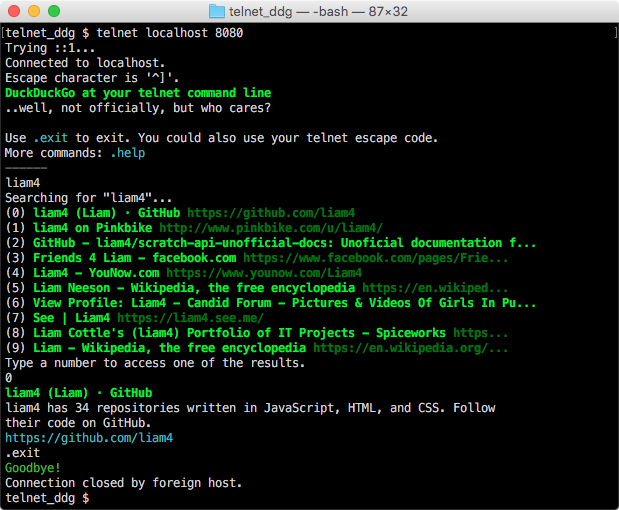 telnet_ddg — -bash — 87×32
[telnet_ddg $ telnet localhost 8080 ]
Trying ::1...
Connected to localhost.
Escape character is '^]'.
DuckDuckGo at your telnet command line
..well, not officially, but who cares?
Use .exit to exit. You could also use your telnet escape code.
More commands: .help
------
liam4
Searching for "liam4"...
(0) liam4 (Liam) · GitHub https://github.com/liam4
(1) liam4 on Pinkbike http://www.pinkbike.com/u/liam4/
(2) GitHub - liam4/scratch-api-unofficial-docs: Unoficial documentation f...
(3) Friends 4 Liam - facebook.com https://www.facebook.com/pages/Frie...
(4) Liam4 - YouNow.com https://www.younow.com/Liam4
(5) Liam Neeson - Wikipedia, the free encyclopedia https://en.wikiped...
(6) View Profile: Liam4 - Candid Forum - Pictures & Videos Of Girls In Pu...
(7) See | Liam4 https://liam4.see.me/
(8) Liam Cottle's (liam4) Portfolio of IT Projects - Spiceworks https...
(9) Liam - Wikipedia, the free encyclopedia https://en.wikipedia.org/...
Type a number to access one of the results.
0
liam4 (Liam) · GitHub
liam4 has 34 repositories written in JavaScript, HTML, and CSS. Follow
their code on GitHub.
https://github.com/liam4
.exit
Goodbye!
Connection closed by foreign host.
telnet_ddg $